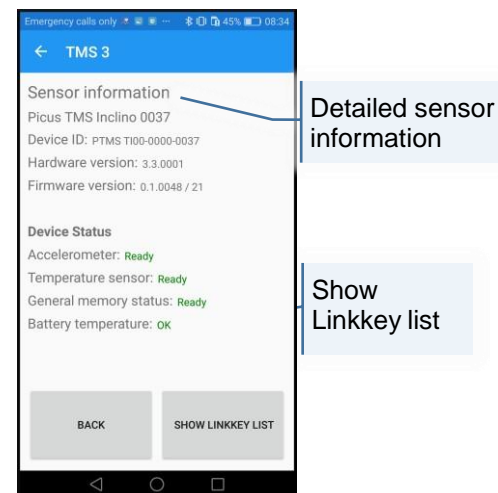 Emergency calls only 45% 08:34
TMS 3
Sensor information
Picus TMS Inclino 0037
Device ID: PTMS TI00-0000-0037
Hardware version: 3.3.0001
Firmware version: 0.1.0048 / 21
Device Status
Accelerometer: Ready
Temperature sensor: Ready
General memory status: Ready
Battery temperature: OK
BACK
SHOW LINKKEY LIST
Detailed sensor
information
Show
Linkkey list